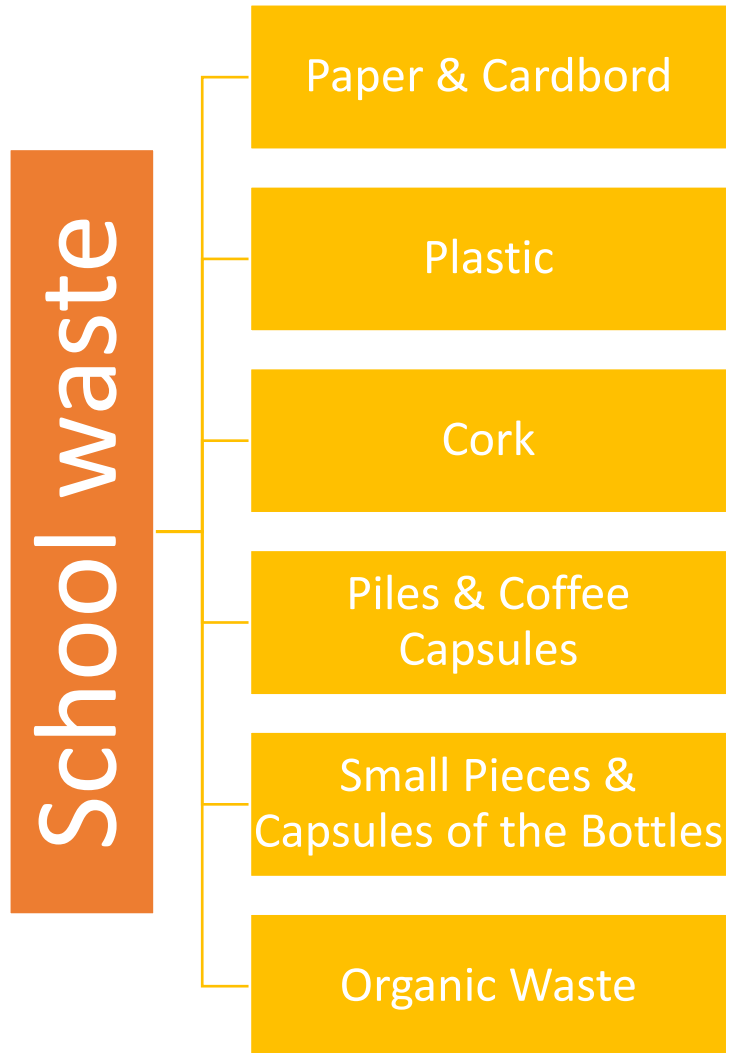 School waste
Paper & Cardbord
Plastic
Cork
Piles & Coffee
Capsules
Small Pieces &
Capsules of the Bottles
Organic Waste